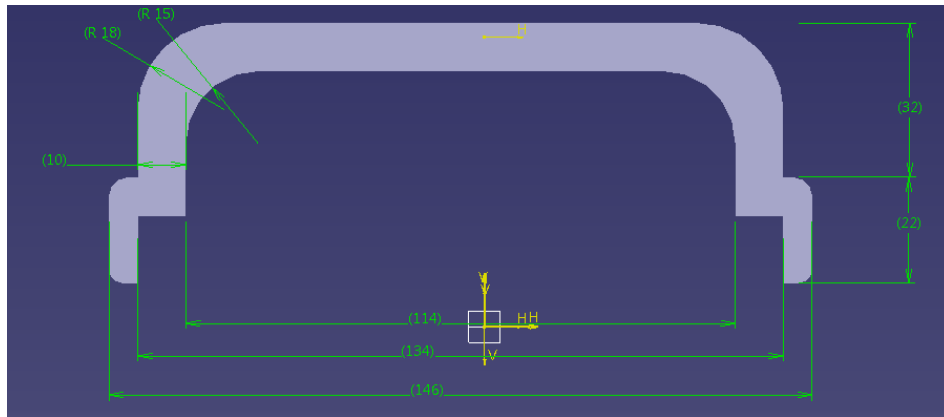 (R 15)
(R 18)
H
(32)
(10)
(22)
V
(114)
H H
(134)
V
(146)